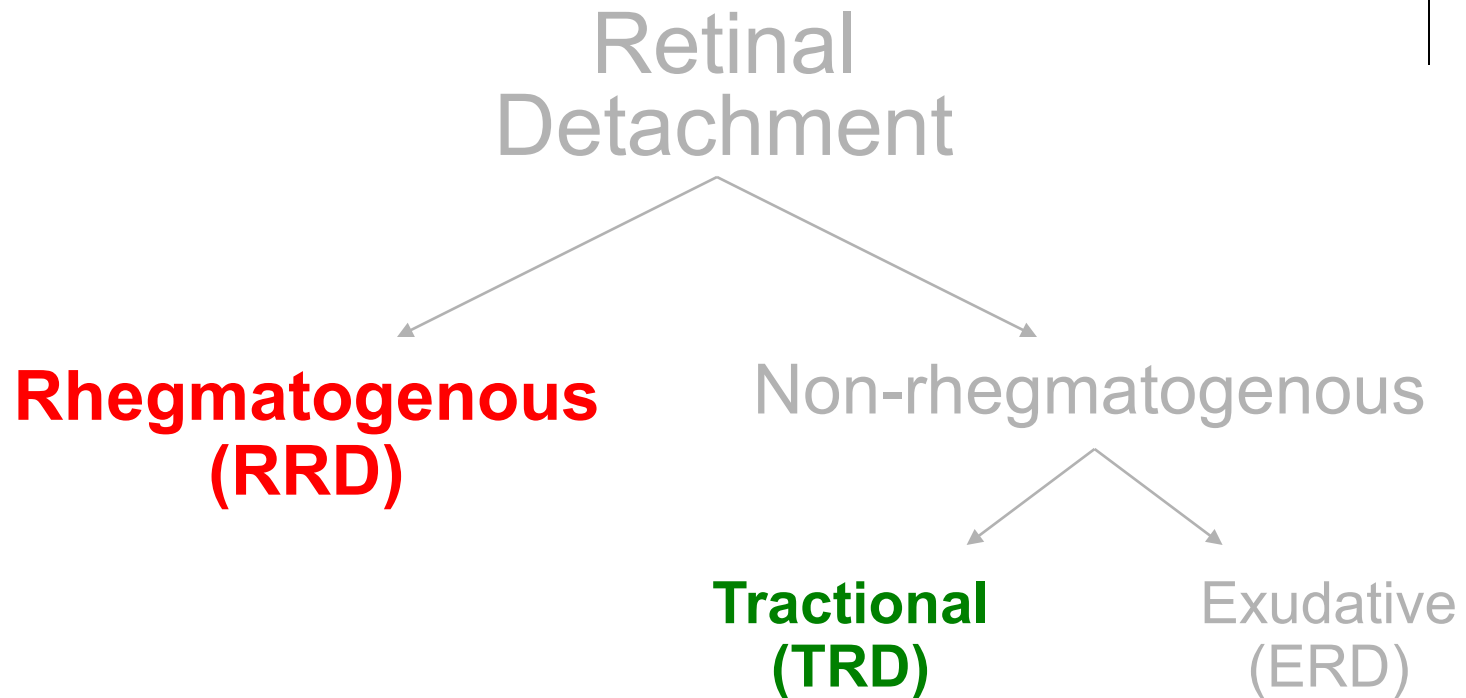 Retinal
Detachment
Rhegmatogenous
(RRD)
Non-rhegmatogenous
Tractional
(TRD)
Exudative
(ERD)